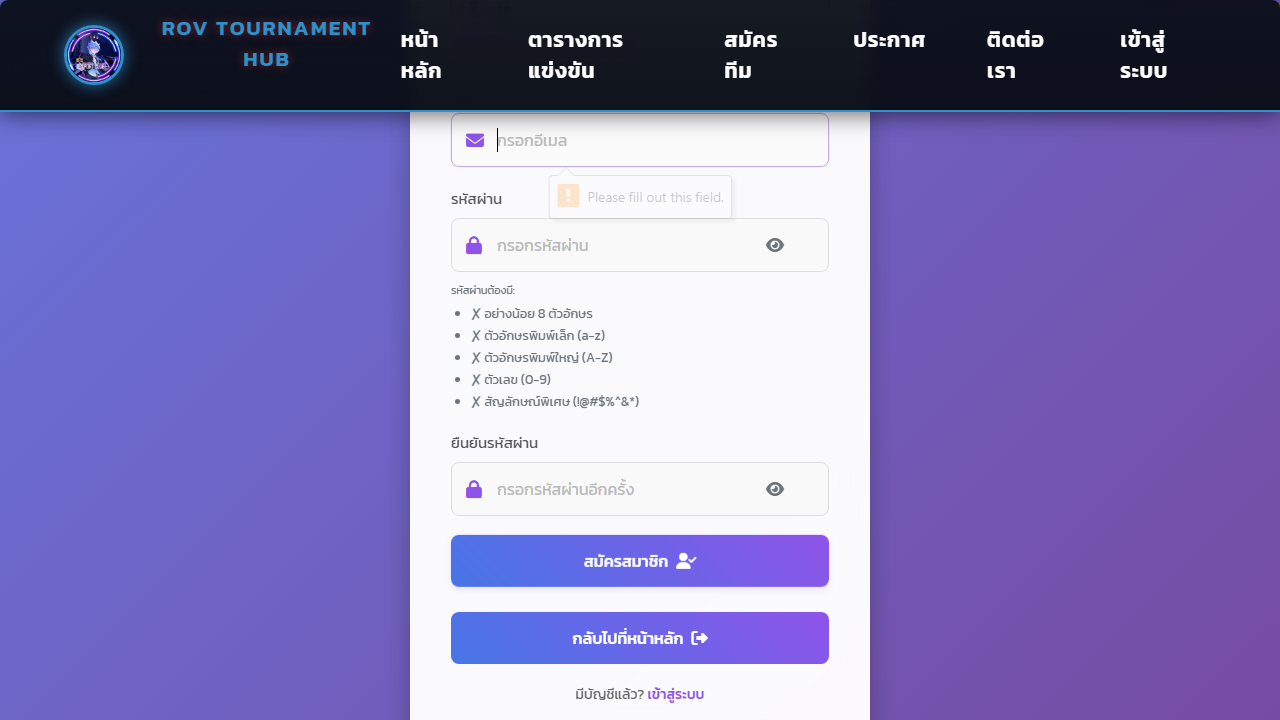 ROV TOURNAMENT
HUB
หน้า
หลัก
ตารางการ
แข่งขัน
สมัคร
ทีม
ประกาศ
ติดต่อ
เรา
เข้าสู่
ระบบ
กรอกอีเมล
Please fill out this field.
รหัสผ่าน
กรอกรหัสผ่าน
รหัสผ่านต้องมี:
✗ อย่างน้อย 8 ตัวอักษร
✗ ตัวอักษรพิมพ์เล็ก (a-z)
✗ ตัวอักษรพิมพ์ใหญ่ (A-Z)
✗ ตัวเลข (0-9)
✗ สัญลักษณ์พิเศษ (!@#$%^&*)
ยืนยันรหัสผ่าน
กรอกรหัสผ่านอีกครั้ง
สมัครสมาชิก
กลับไปที่หน้าหลัก
มีบัญชีแล้ว? เข้าสู่ระบบ